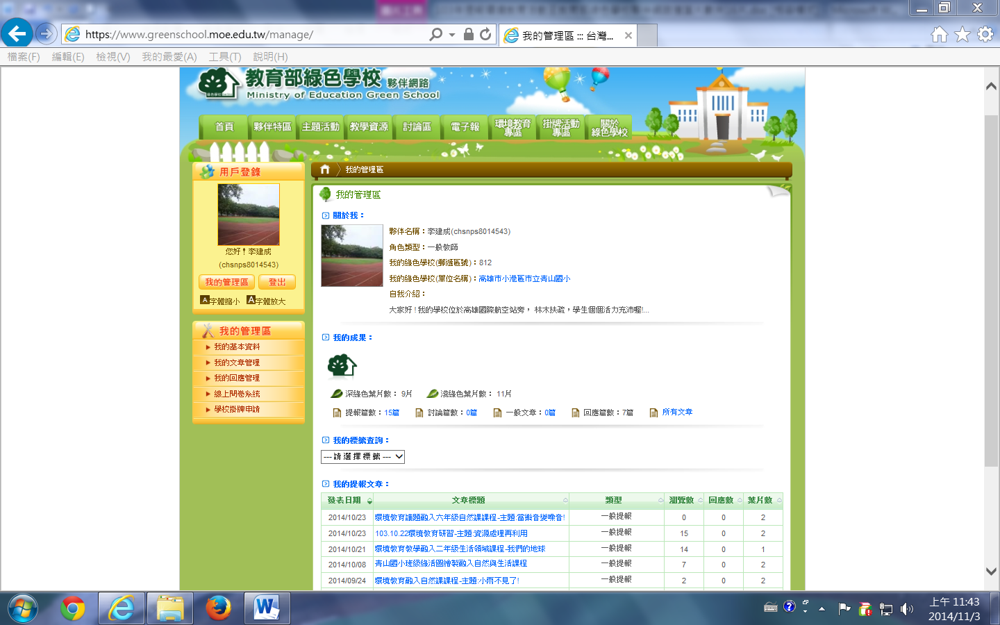 https://www.greenschool.moe.edu.tw/manage/
我的管理區 ::: 台灣...
檔案(F) 編輯(E) 檢視(V) 我的最愛(A) 工具(T) 說明(H)
教育部綠色學校 夥伴網路
Ministry of Education Green School
首頁 夥伴特區 主題活動 教學資源 討論區 電子報 環境教育專區 掛牌活動專區 關於綠色學校
用戶登錄
您好！李建成
(chsnps8014543)
我的管理區 登出
A字體縮小 A字體放大
我的管理區
我的基本資料
我的文章管理
我的回應管理
線上問卷系統
學校掛牌申請
我的管理區
我的管理區
關於我：
夥伴名稱：李建成(chsnps8014543)
角色類型：一般教師
我的綠色學校(郵遞區號)：812
我的綠色學校(單位名稱)：高雄市小港區市立青山國小
自我介紹：
大家好！我的學校位於高雄國際航空站旁， 林木扶疏，學生個個活力充沛喔!...
我的成果：
深綠色葉片數： 9片 淺綠色葉片數： 11片
提報篇數：15篇 討論篇數：0篇 一般文章：0篇 回應篇數：7篇 所有文章
我的標籤查詢：
---請選擇標籤---
我的提報文章：
發表日期 文章標題 類型 瀏覽數 回應數 葉片數
2014/10/23 環境教育議題融入六年級自然課課程-主題:當樂音變噪音! 一般提報 0 0 2
2014/10/23 103.10.22環境教育研習-主題:資源處理再利用 一般提報 15 0 2
2014/10/21 環境教育教學融入二年級生活領域課程-我們的地球 一般提報 14 0 1
2014/10/08 青山國小班級綠活圖繪製融入自然與生活課程 一般提報 7 0 2
2014/09/24 環境教育融入自然課課程-主題:小雨不見了! 一般提報 2 0 2
上午 11:43
2014/11/3